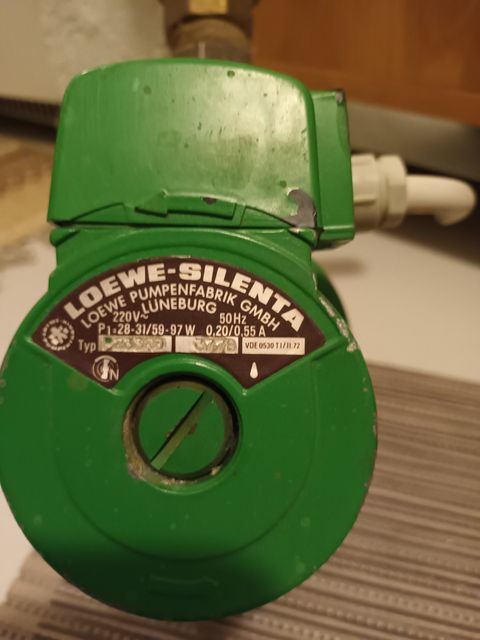 LOEWE-SILENTA
LOEWE PUMPENFABRIK GMBH
LÜNEBURG
220V~ 50Hz
P1=28-31/59-97W 0,20/0,55 A
Typ VDE 0530 T1/11.72